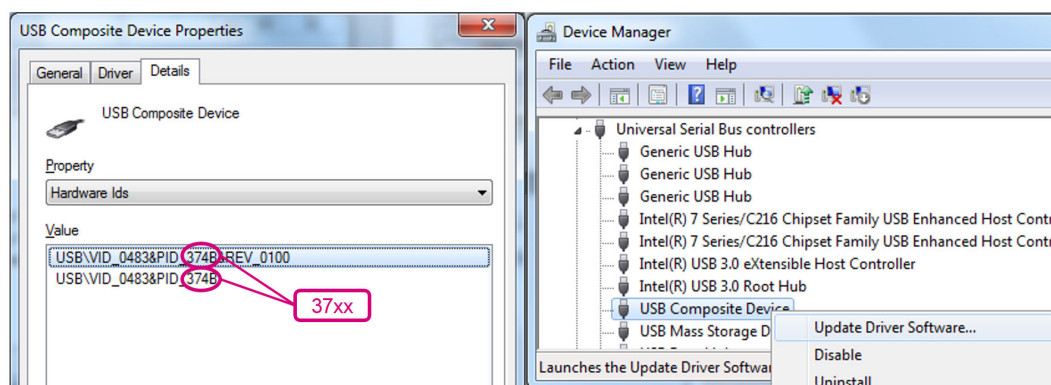 USB Composite Device Properties
General Driver Details
USB Composite Device
Property
Hardware Ids
Value
USB\VID_0483&PID_374B&REV_0100
USB\VID_0483&PID_374B
37xx
Device Manager
File Action View Help
Universal Serial Bus controllers
Generic USB Hub
Generic USB Hub
Generic USB Hub
Intel(R) 7 Series/C216 Chipset Family USB Enhanced Host Contr
Intel(R) 7 Series/C216 Chipset Family USB Enhanced Host Contr
Intel(R) USB 3.0 eXtensible Host Controller
Intel(R) USB 3.0 Root Hub
USB Composite Device
USB Mass Storage D
Update Driver Software...
Disable
Uninstall
Launches the Update Driver Softwar